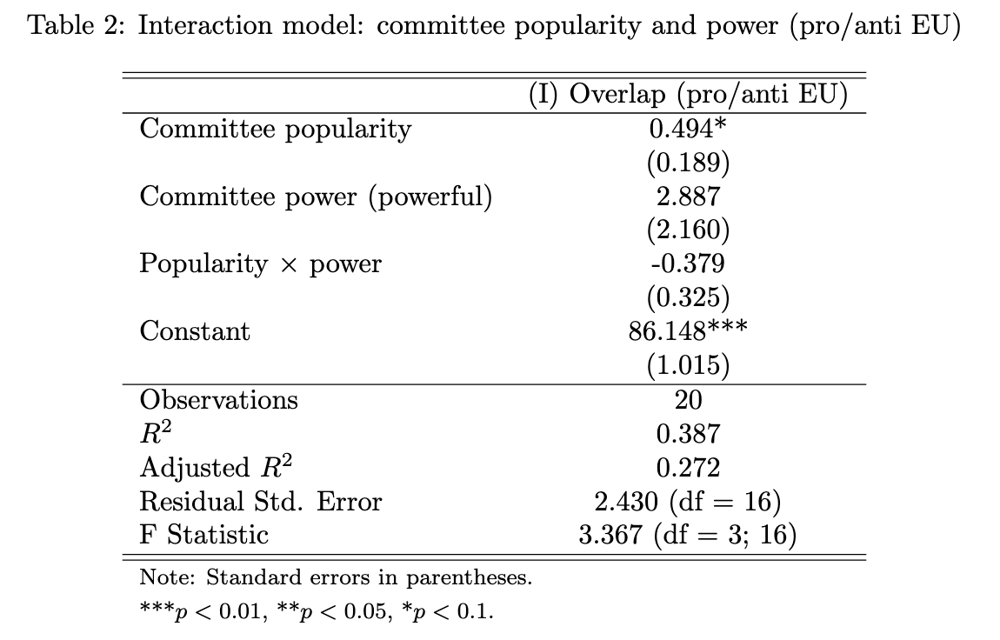 Table 2: Interaction model: committee popularity and power (pro/anti EU)
(I) Overlap (pro/anti EU)
Committee popularity 0.494*
(0.189)
Committee power (powerful) 2.887
(2.160)
Popularity × power -0.379
(0.325)
Constant 86.148***
(1.015)
Observations 20
R² 0.387
Adjusted R² 0.272
Residual Std. Error 2.430 (df = 16)
F Statistic 3.367 (df = 3; 16)
Note: Standard errors in parentheses.
***p < 0.01, **p < 0.05, *p < 0.1.